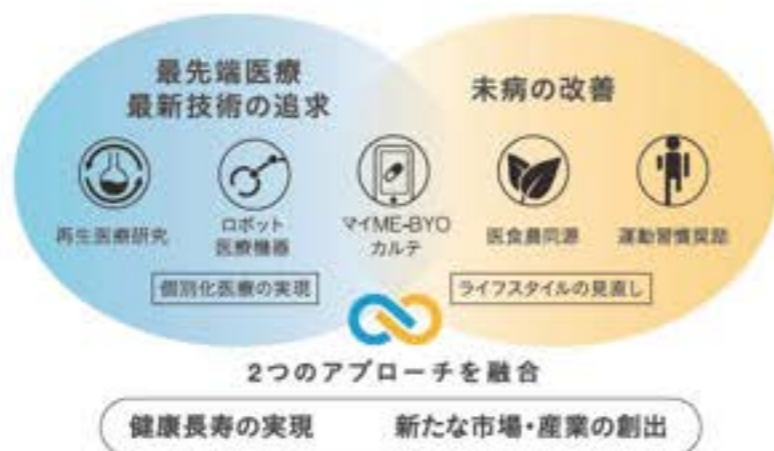 最先端医療
最新技術の追求
未病の改善
再生医療研究
ロボット
医療機器
マイME-BYO
カルテ
医食農同源
運動習慣奨励
個別化医療の実現
ライフスタイルの見直し
2つのアプローチを融合
健康長寿の実現
新たな市場・産業の創出